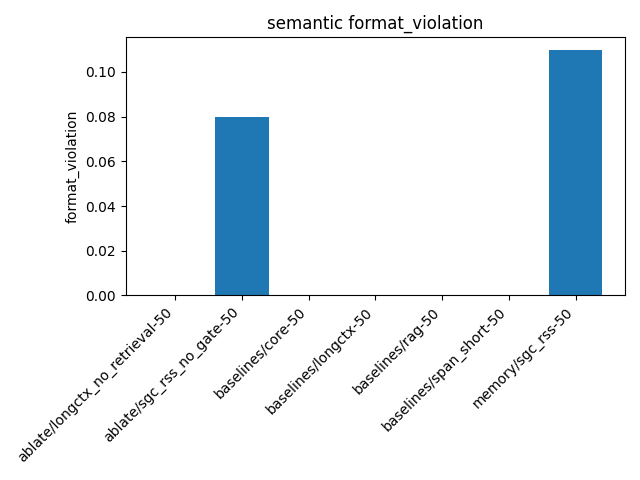 semantic format_violation
format_violation
0.10
0.08
0.06
0.04
0.02
0.00
ablate/longctx_no_retrieval-50
ablate/sgc_rss_no_gate-50
baselines/core-50
baselines/longctx-50
baselines/rag-50
baselines/span_short-50
memory/sgc_rss-50